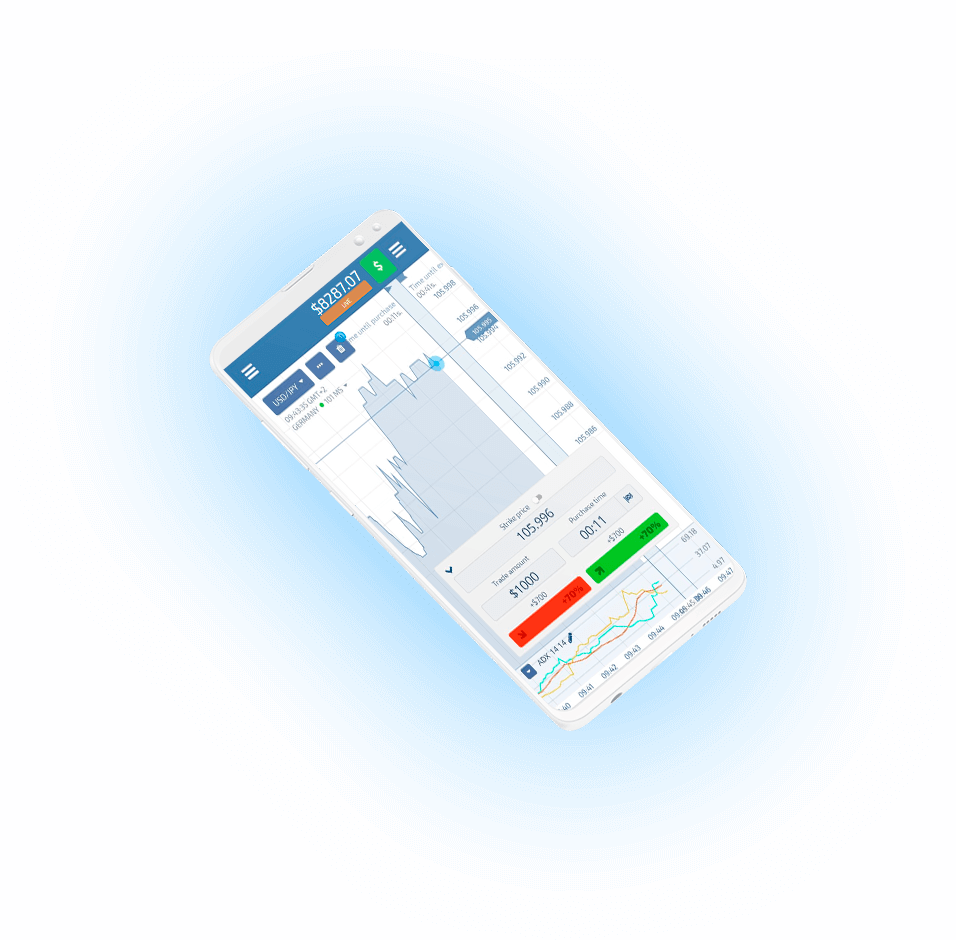 $8287.07
LIVE
$
USD/JPY
09:43:35 GMT+2
GERMANY 101 MS
me until purchase
00:11s.
Time until e
00:41s.
105.998
105.996
105.995
105.994
105.992
105.990
105.988
105.986
Strike price
105.996
Trade amount
$1000
Purchase time
00:11
+$700
+70%
+$700
+70%
ADX 14 14
69.18
37.07
4.97
:40
09:41
09:42
09:43
09:44
09:45
09:46
09:47